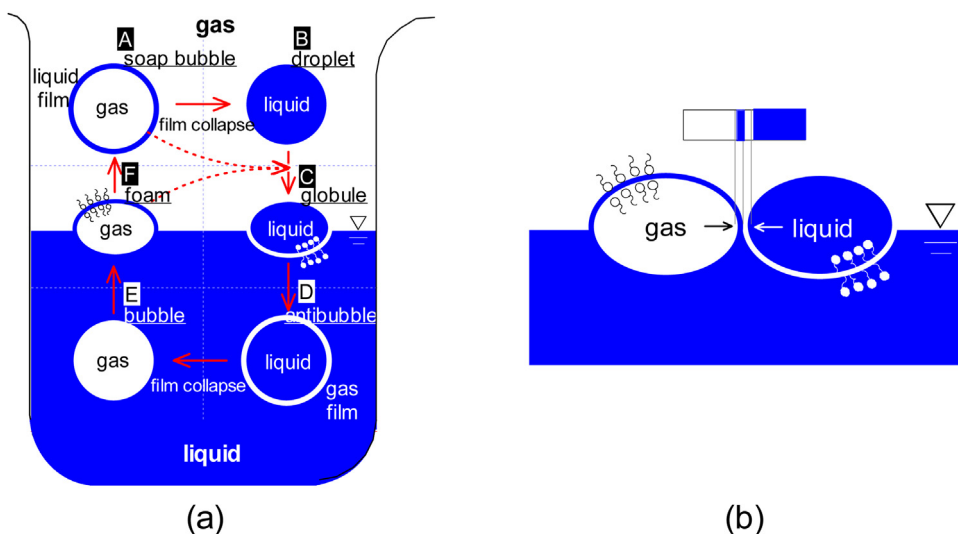 gas
A
soap bubble
B
droplet
liquid
film
gas
liquid
film collapse
F
foam
C
globule
gas
liquid
E
bubble
D
antibubble
gas
liquid
film collapse
gas
film
liquid
(a)
gas
liquid
(b)